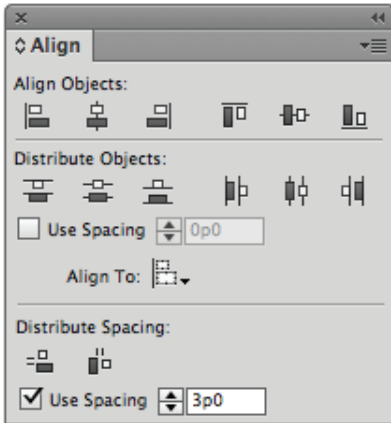 Align
Align Objects:
Distribute Objects:
Use Spacing 0p0
Align To:
Distribute Spacing:
Use Spacing 3p0